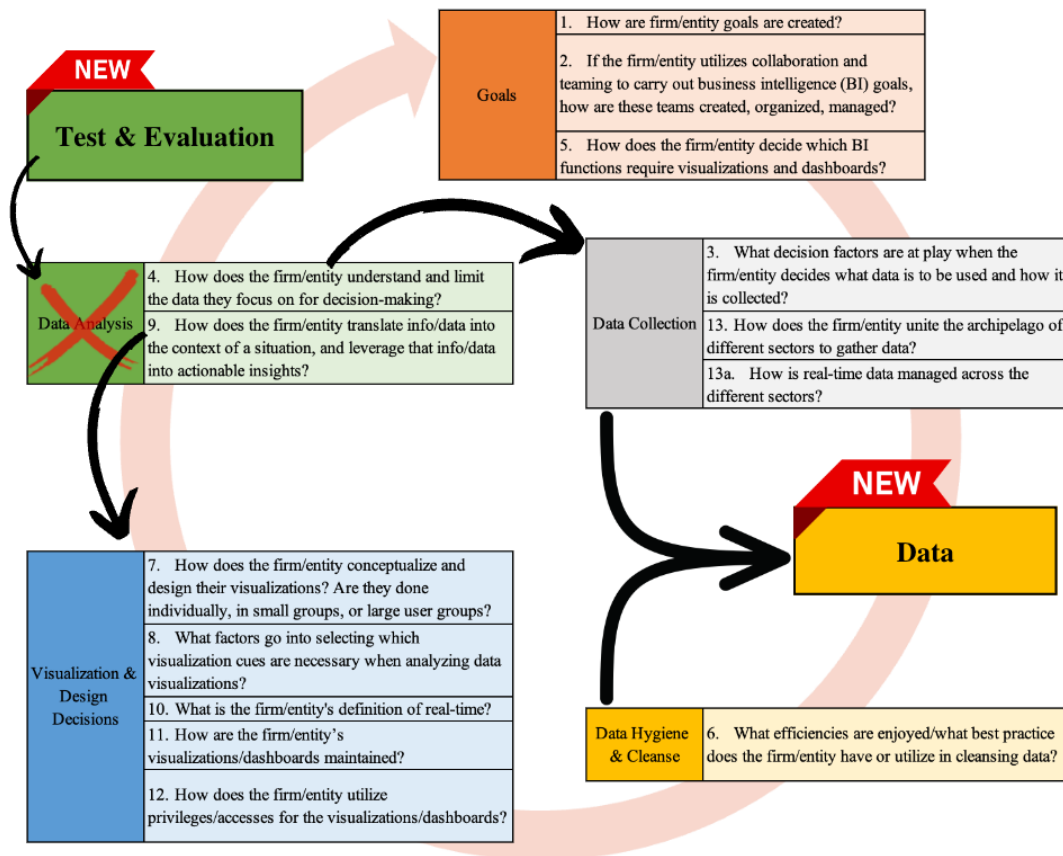 NEW
Test & Evaluation
Goals
1. How are firm/entity goals are created?
2. If the firm/entity utilizes collaboration and
teaming to carry out business intelligence (BI) goals,
how are these teams created, organized, managed?
5. How does the firm/entity decide which BI
functions require visualizations and dashboards?
Data Analysis
4. How does the firm/entity understand and limit
the data they focus on for decision-making?
9. How does the firm/entity translate info/data into
the context of a situation, and leverage that info/data
into actionable insights?
Data Collection
3. What decision factors are at play when the
firm/entity decides what data is to be used and how it
is collected?
13. How does the firm/entity unite the archipelago of
different sectors to gather data?
13a. How is real-time data managed across the
different sectors?
NEW
Data
Visualization &
Design
Decisions
7. How does the firm/entity conceptualize and
design their visualizations? Are they done
individually, in small groups, or large user groups?
8. What factors go into selecting which
visualization cues are necessary when analyzing data
visualizations?
10. What is the firm/entity's definition of real-time?
11. How are the firm/entity’s
visualizations/dashboards maintained?
12. How does the firm/entity utilize
privileges/accesses for the visualizations/dashboards?
Data Hygiene
& Cleanse
6. What efficiencies are enjoyed/what best practice
does the firm/entity have or utilize in cleansing data?